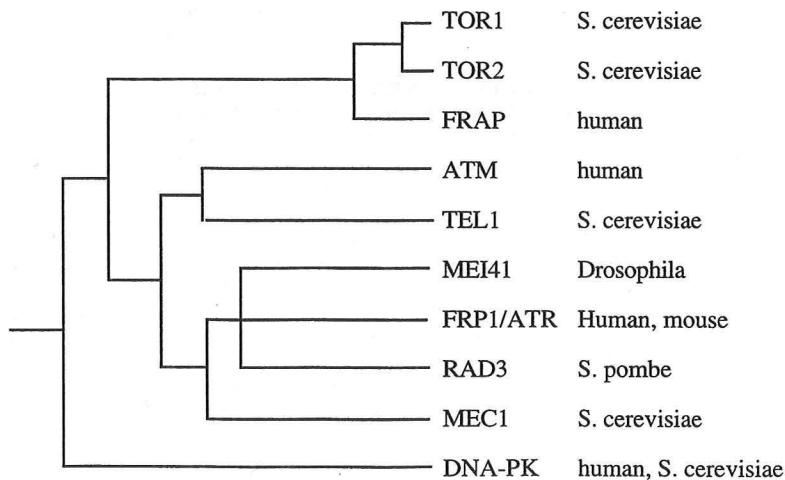 TOR1 S. cerevisiae
TOR2 S. cerevisiae
FRAP human
ATM human
TEL1 S. cerevisiae
MEI41 Drosophila
FRP1/ATR Human, mouse
RAD3 S. pombe
MEC1 S. cerevisiae
DNA-PK human, S. cerevisiae